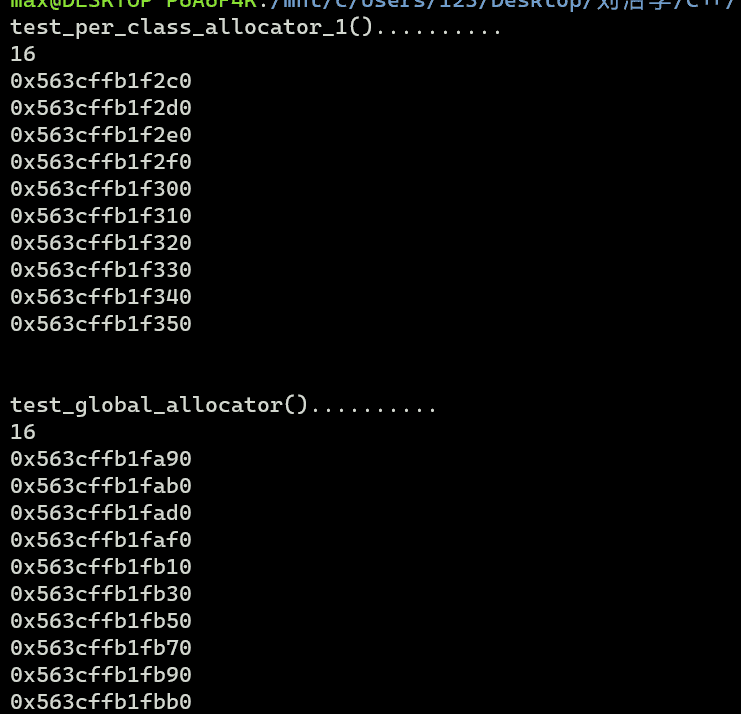 test_per_class_allocator_1()..........
16
0x563cffb1f2c0
0x563cffb1f2d0
0x563cffb1f2e0
0x563cffb1f2f0
0x563cffb1f300
0x563cffb1f310
0x563cffb1f320
0x563cffb1f330
0x563cffb1f340
0x563cffb1f350
test_global_allocator()..........
16
0x563cffb1fa90
0x563cffb1fab0
0x563cffb1fad0
0x563cffb1faf0
0x563cffb1fb10
0x563cffb1fb30
0x563cffb1fb50
0x563cffb1fb70
0x563cffb1fb90
0x563cffb1fbb0